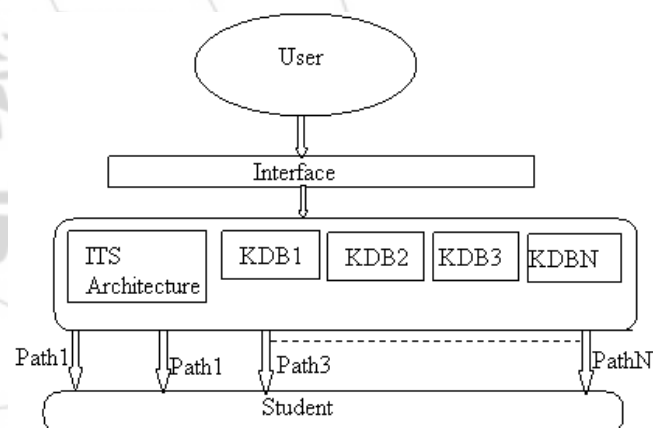 User
Interface
ITS
Architecture
KDB1
KDB2
KDB3
KDBN
Path1
Path1
Path3
PathN
Student